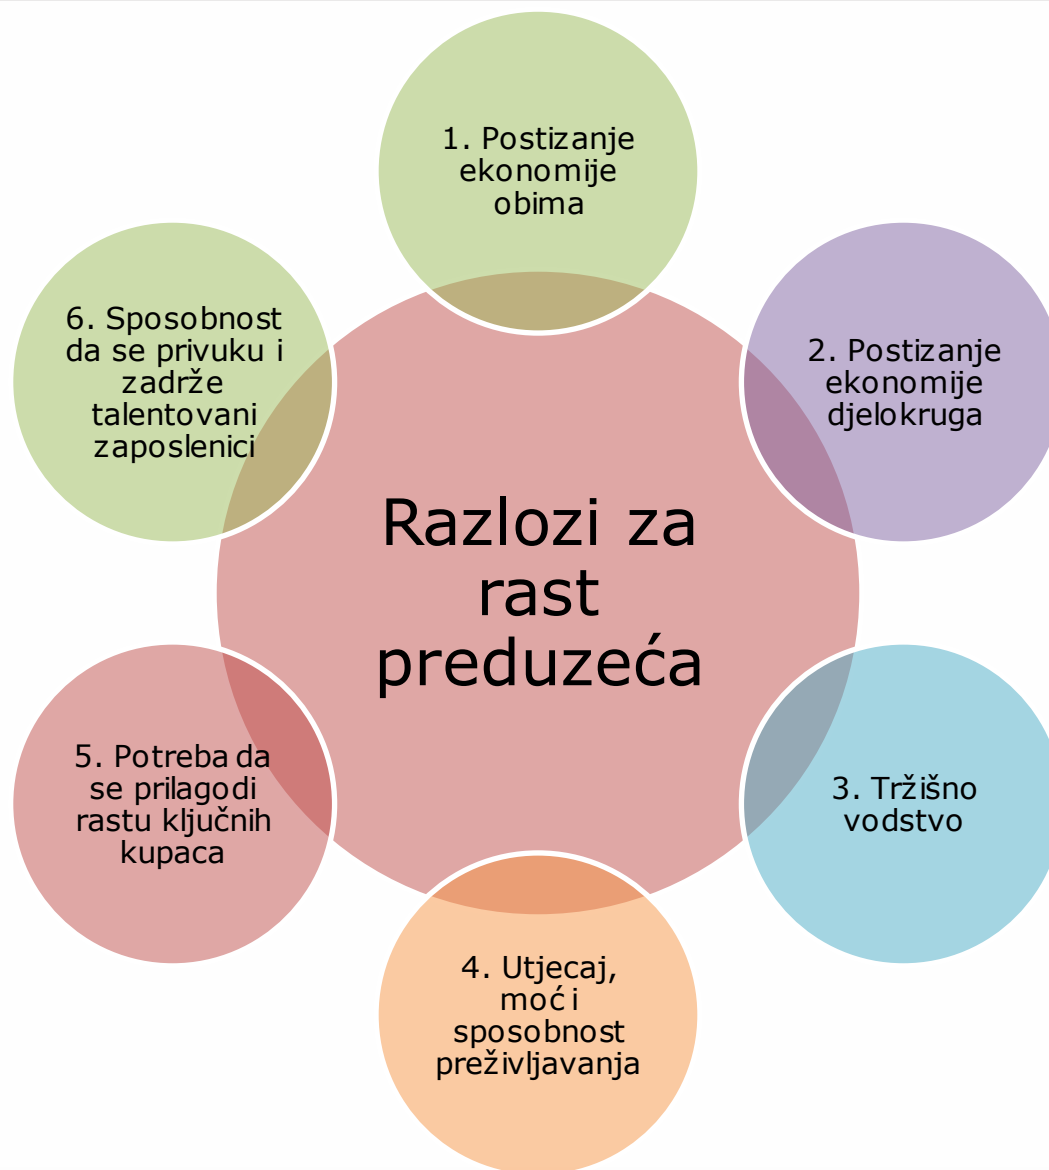 Razlozi za
rast
preduzeća
1. Postizanje
ekonomije
obima
2. Postizanje
ekonomije
djelokruga
3. Tržišno
vodstvo
4. Utjecaj,
moć i
sposobnost
preživljavanja
5. Potreba da
se prilagodi
rastu ključnih
kupaca
6. Sposobnost
da se privuku i
zadrže
talentovani
zaposlenici